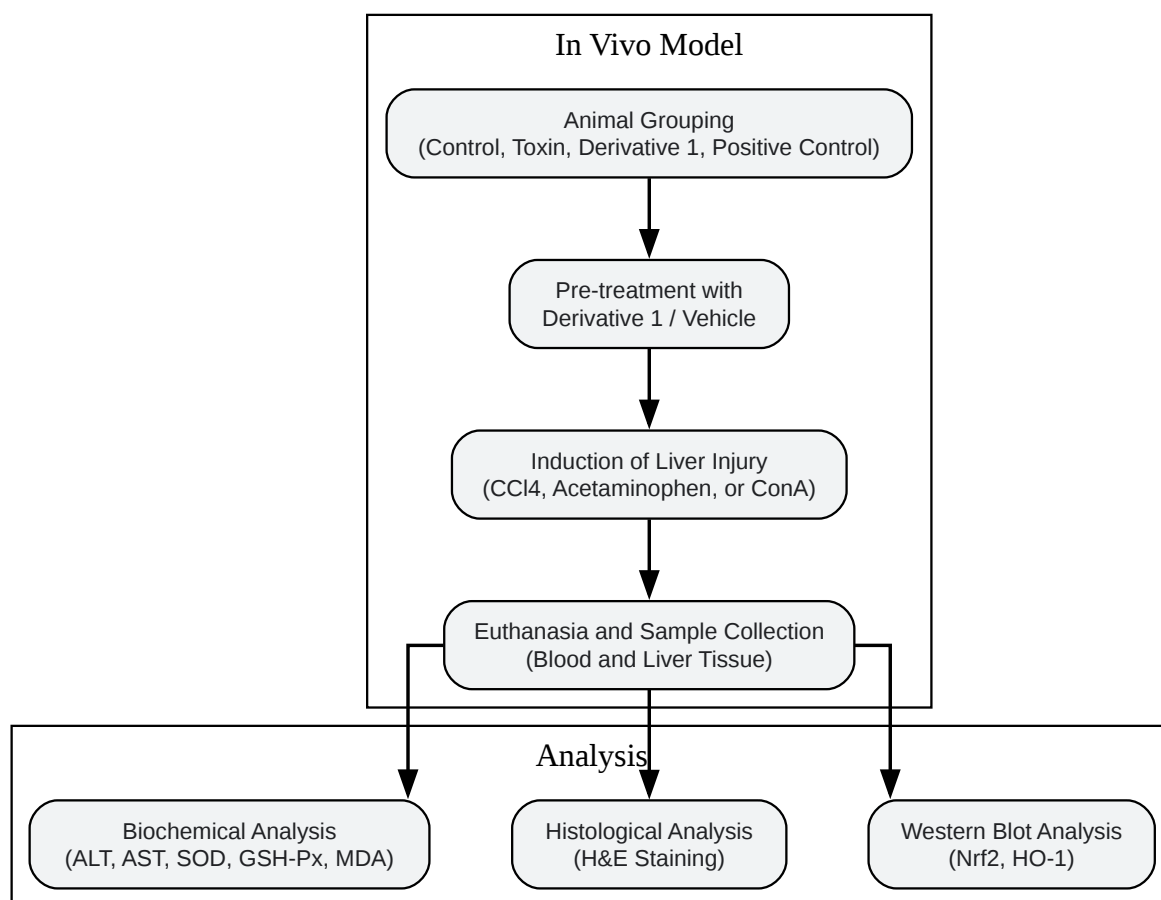 In Vivo Model
Animal Grouping
(Control, Toxin, Derivative 1, Positive Control)
Pre-treatment with
Derivative 1 / Vehicle
Induction of Liver Injury
(CCl4, Acetaminophen, or ConA)
Euthanasia and Sample Collection
(Blood and Liver Tissue)
Analysis
Biochemical Analysis
(ALT, AST, SOD, GSH-Px, MDA)
Histological Analysis
(H&E Staining)
Western Blot Analysis
(Nrf2, HO-1)